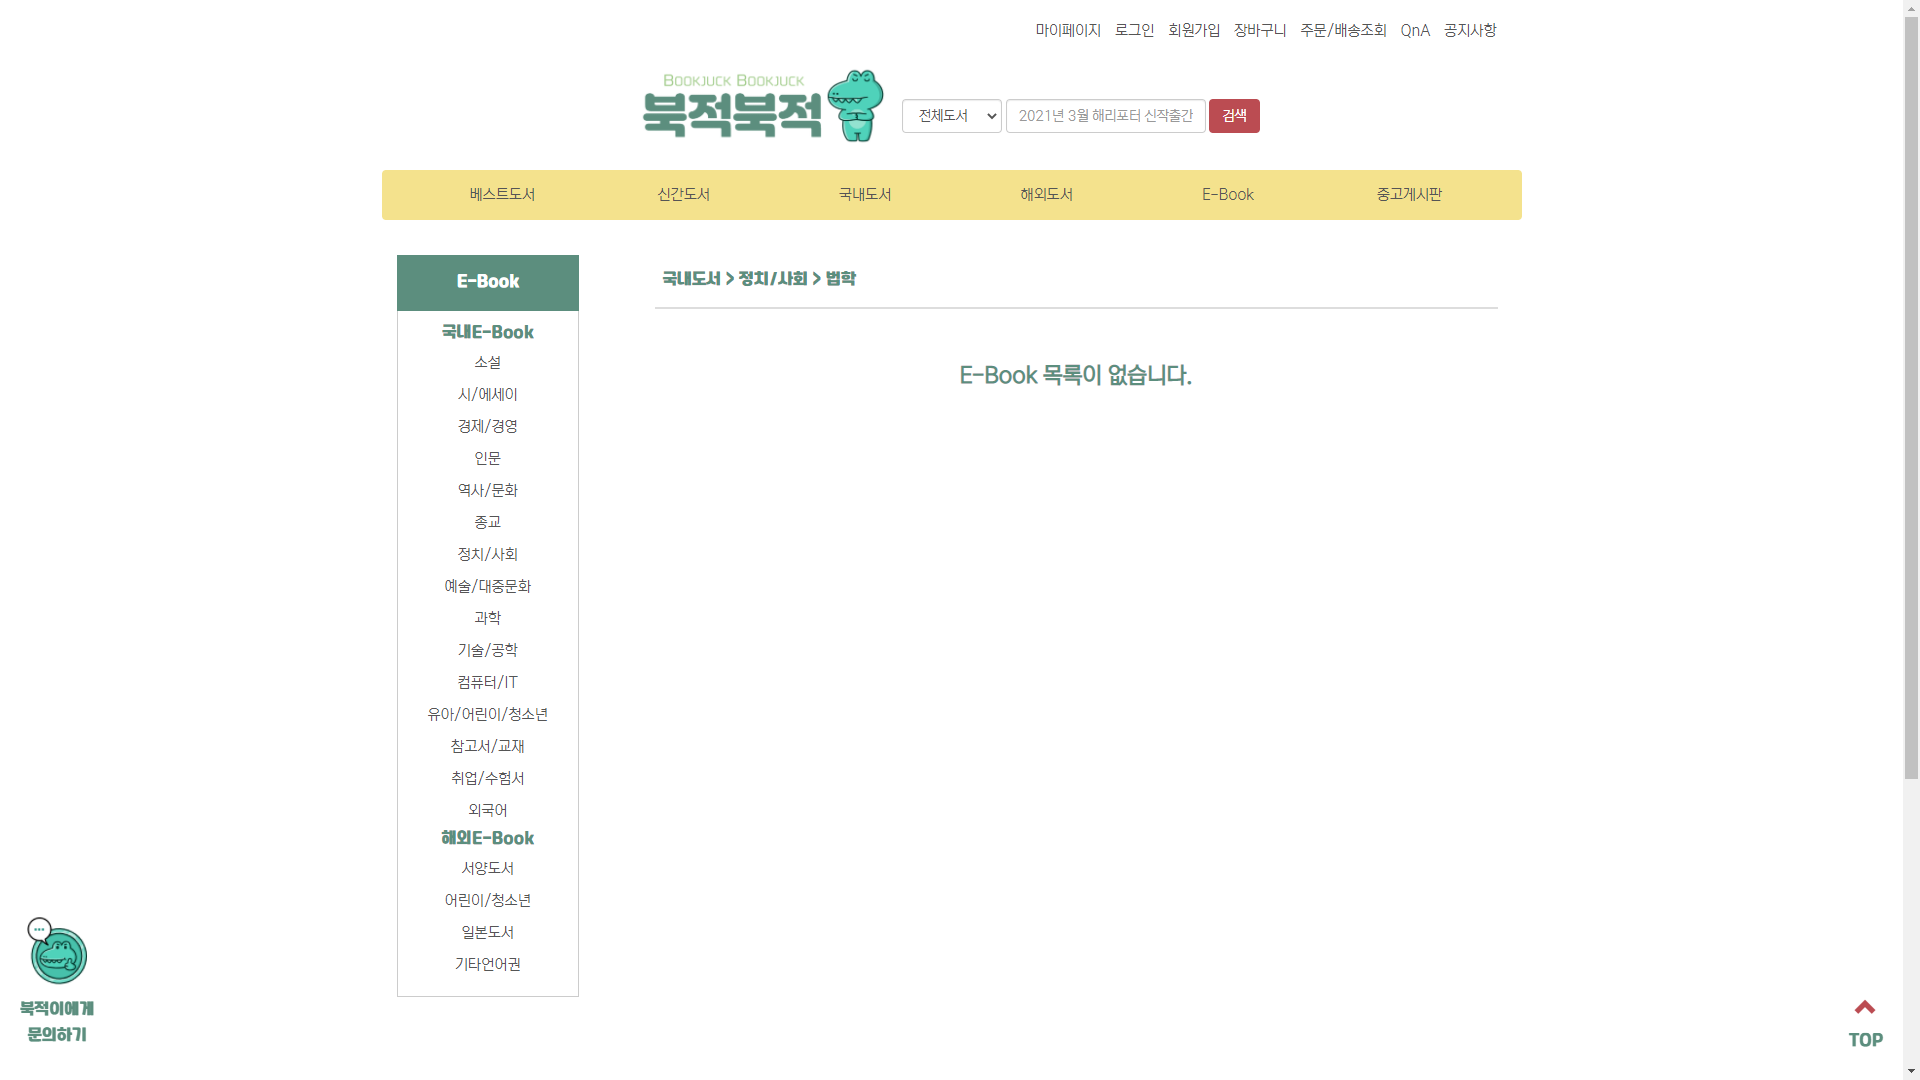 마이페이지 로그인 회원가입 장바구니 주문/배송조회 QnA 공지사항
BOOKJUCK BOOKJUCK
북적북적
전체도서 2021년 3월 해리포터 신작출간 검색
베스트도서 신간도서 국내도서 해외도서 E-Book 중고게시판
E-Book
국내E-Book
소설
시/에세이
경제/경영
인문
역사/문화
종교
정치/사회
예술/대중문화
과학
기술/공학
컴퓨터/IT
유아/어린이/청소년
참고서/교재
취업/수험서
외국어
해외E-Book
서양도서
어린이/청소년
일본도서
기타언어권
국내도서 > 정치/사회 > 법학
E-Book 목록이 없습니다.
북적이에게
문의하기
TOP